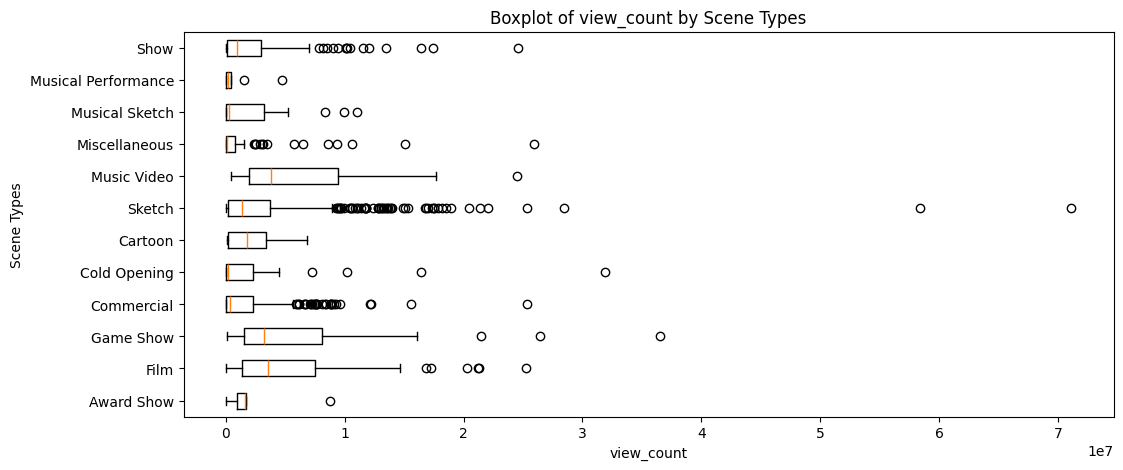 Boxplot of view_count by Scene Types
Show
Musical Performance
Musical Sketch
Miscellaneous
Music Video
Sketch
Cartoon
Cold Opening
Commercial
Game Show
Film
Award Show
Scene Types
0 1 2 3 4 5 6 7
1e7
view_count